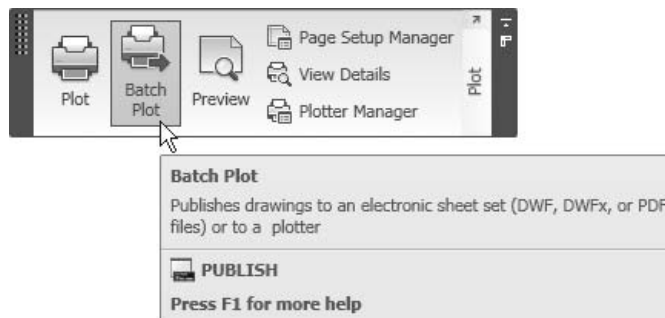 Plot
Batch
Plot
Preview
Page Setup Manager
View Details
Plotter Manager
Plot
Batch Plot
Publishes drawings to an electronic sheet set (DWF, DWFx, or PDF
files) or to a plotter
PUBLISH
Press F1 for more help